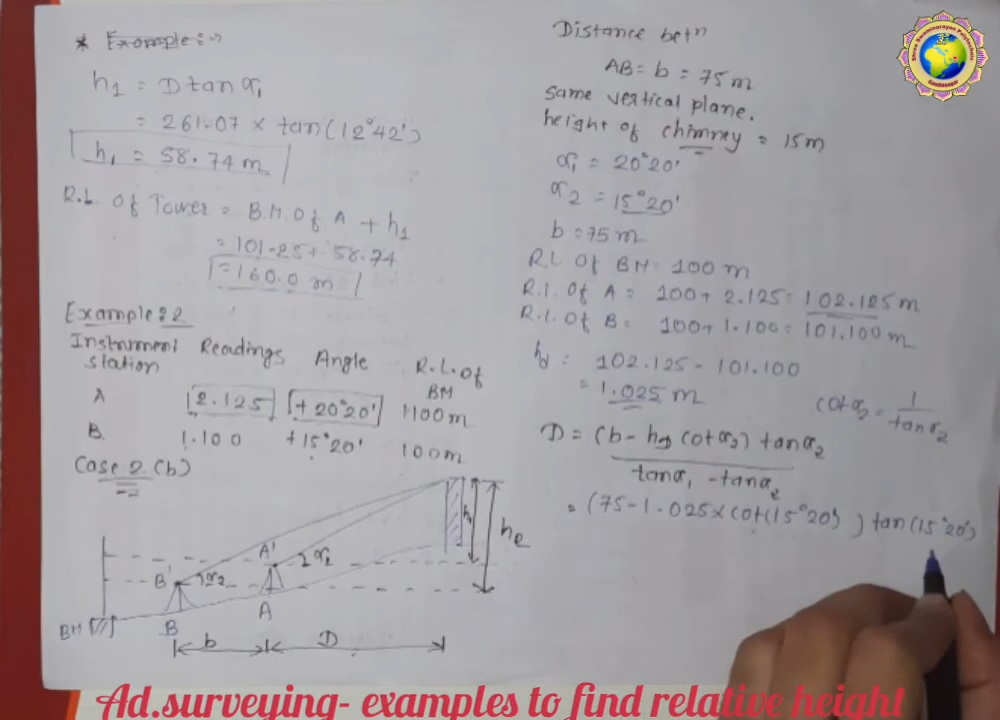 * Example:-
h1 = D tan α1
= 261.07 × tan(12°42')
h1 = 58.74 m
R.L. of Tower = B.M. of A + h1
= 101.25 + 58.74
= 160.0 m
Example: 2
Instrument station Readings Angle R.L. of BM
A 2.125 +20°20' 100m
B. 1.100 +15°20' 100m
Case 2 (b)
A' α1 h1 h2
B' α2
BM B A
b D
Distance betn
AB = b = 75 m
same vertical plane.
height of chimney = 15m
α1 = 20°20'
α2 = 15°20'
b = 75 m
R.L of BM = 100 m
R.L. of A = 100 + 2.125 = 102.125 m
R.L. of B = 100 + 1.100 = 101.100 m
hd = 102.125 - 101.100
= 1.025 m
cot α2 = 1 / tan α2
D = (b - hd cot α2) tan α2
tan α1 - tan α2
= (75 - 1.025 × cot(15°20')) tan(15°20')
Ad.surveying- examples to find relative height